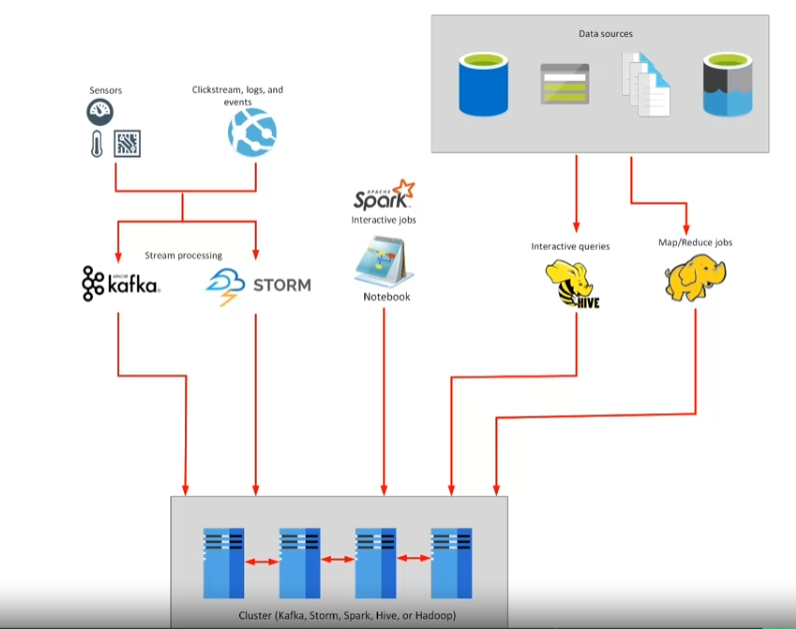 Data sources
Sensors
Clickstream, logs, and
events
APACHE
Spark
Interactive jobs
Interactive queries
Map/Reduce jobs
Stream processing
APACHE
kafka
STORM
Notebook
HIVE
Cluster (Kafka, Storm, Spark, Hive, or Hadoop)